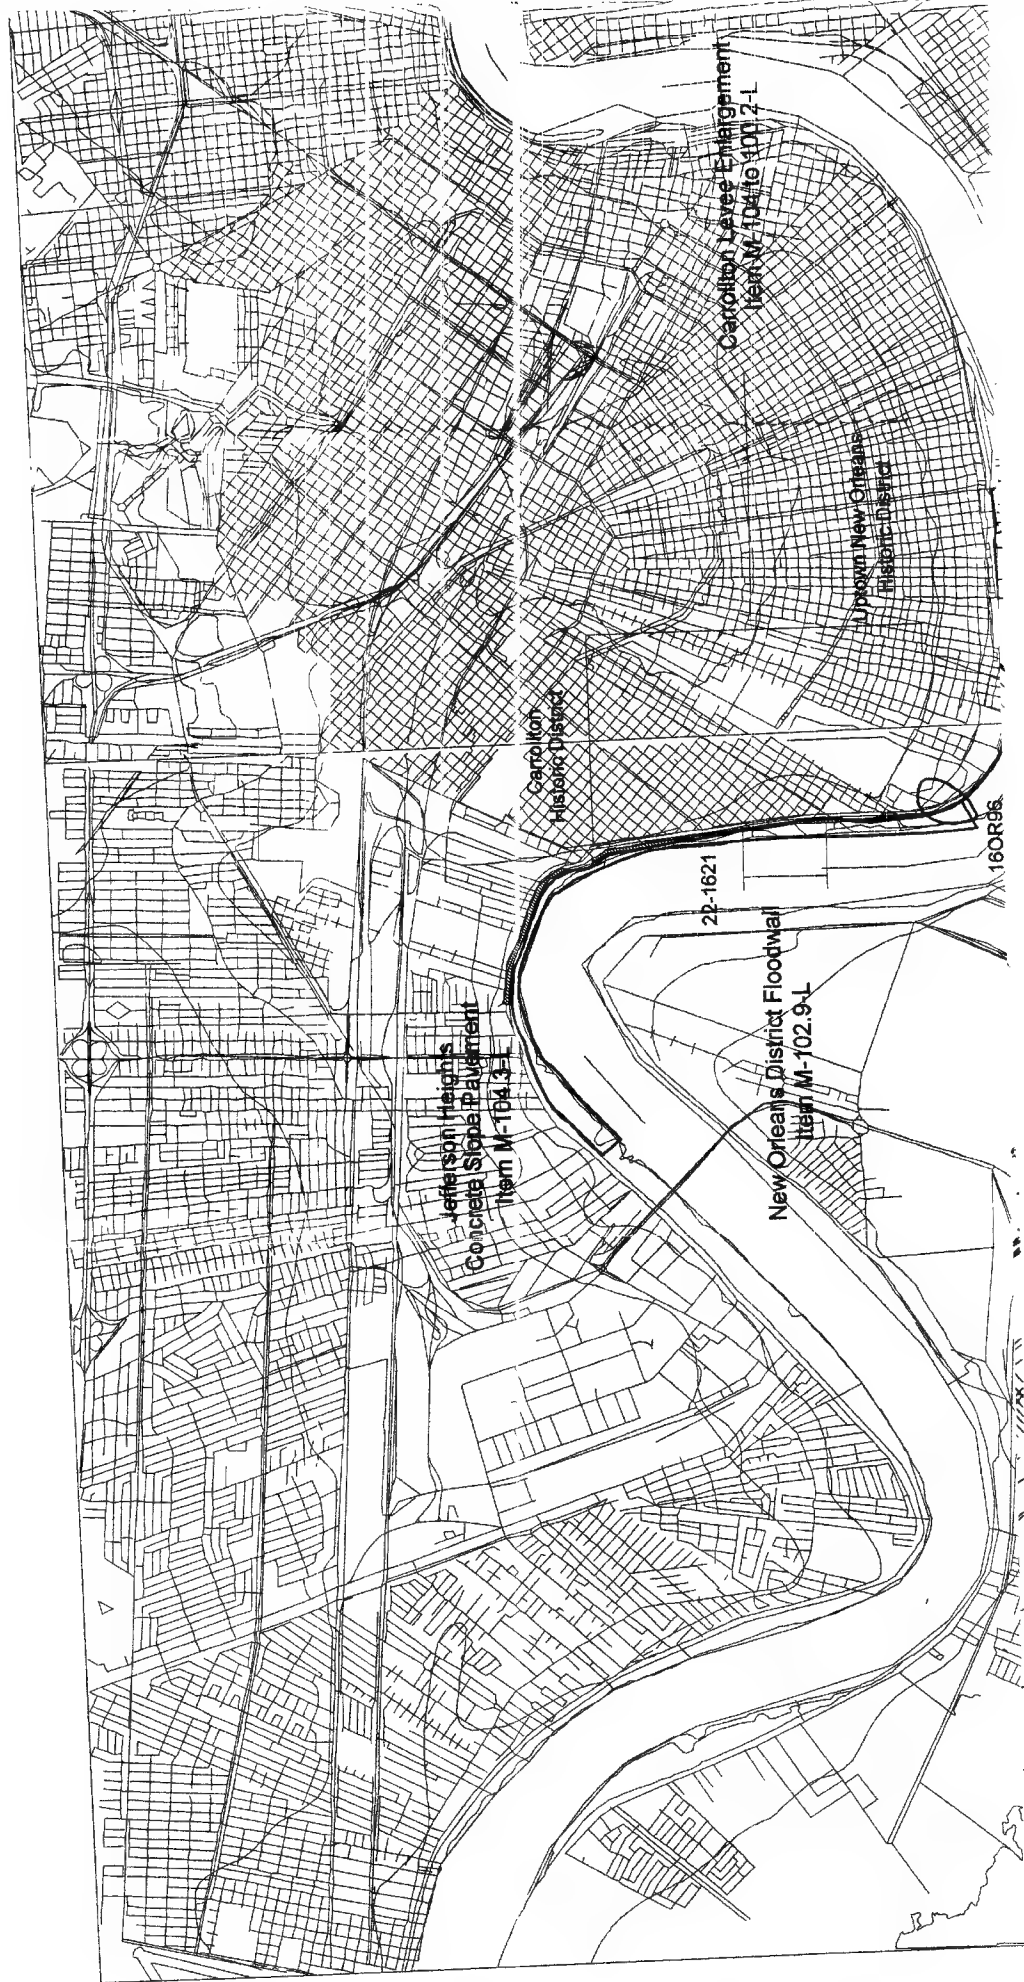 Jefferson Heights
Concrete Slope Pavement
Item M-104.3-L
Carrollton
Historic District
Carrollton Levee Enlargement
Item M-104 to 100.2-L
22-1621
New Orleans District Floodwall
Item M-102.9-L
Uptown New Orleans
Historic District
16OR96